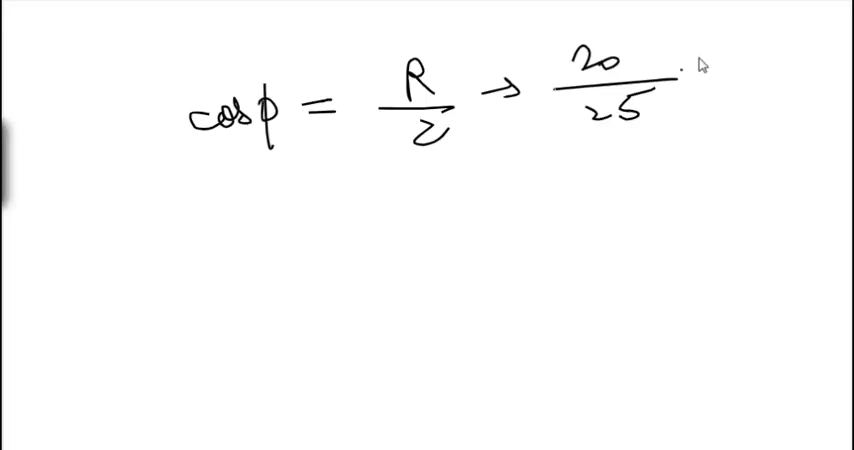 cosφ = R/Z → 20/25